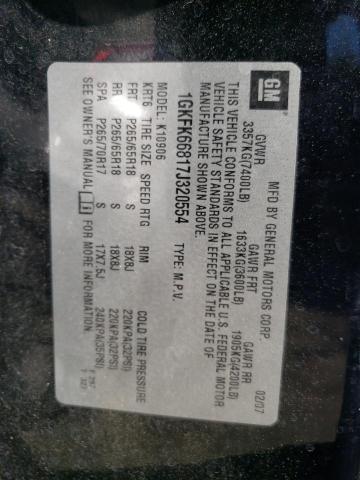 GM
MFD BY GENERAL MOTORS CORP. 02/07
GVWR GAWR FRT GAWR RR
3357KG(7400LB) 1633KG(3600LB) 1905KG(4200LB)
THIS VEHICLE CONFORMS TO ALL APPLICABLE U.S. FEDERAL MOTOR
VEHICLE SAFETY STANDARDS IN EFFECT ON THE DATE OF
MANUFACTURE SHOWN ABOVE.
1GKFK66817J320554 TYPE: M.P.V.
MODEL: K10906
KRT6 TIRE SIZE SPEED RTG RIM COLD TIRE PRESSURE
FRT P265/65R18 S 18X8J 220KPA(32PSI)
RR P265/65R18 S 18X8J 220KPA(32PSI)
SPA P265/70R17 S 17X7.5J 240KPA(35PSI)
SEE OWNER'S MANUAL FOR MORE INFORMATION.